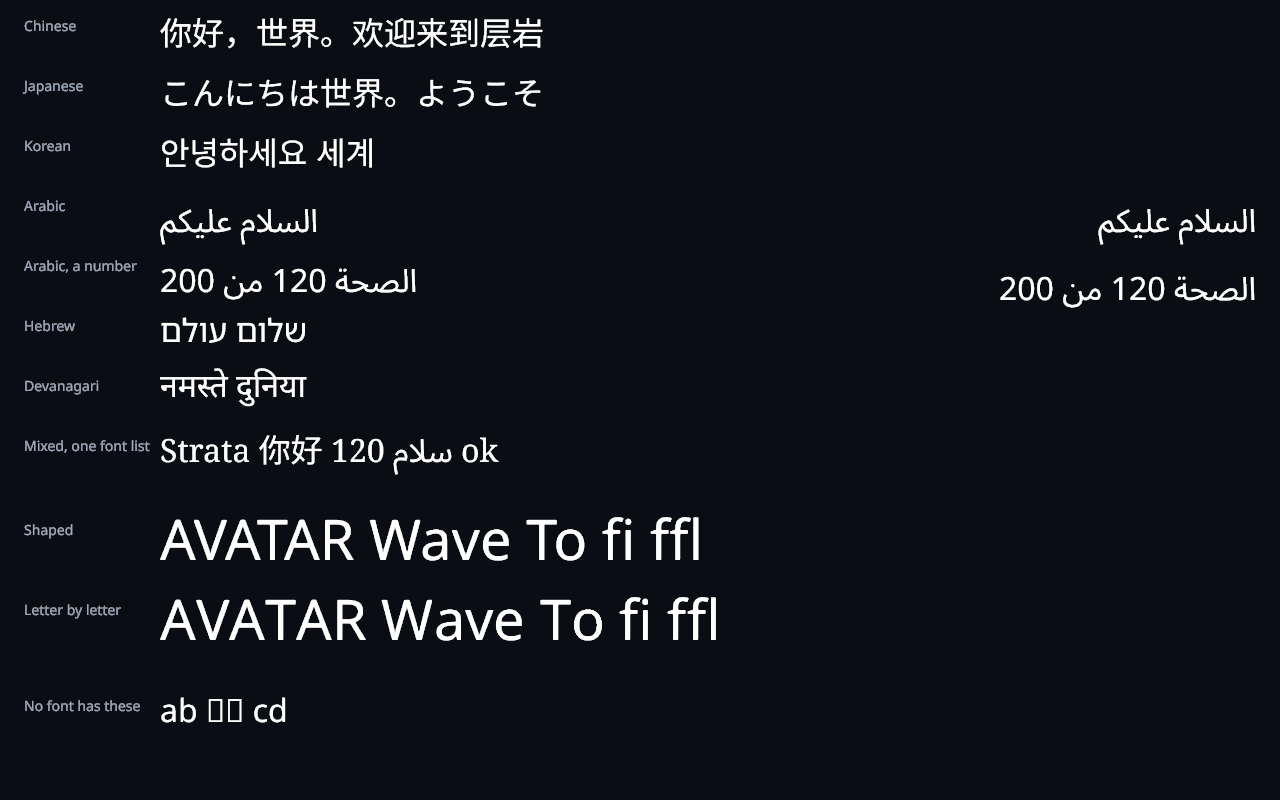 Chinese 你好，世界。欢迎来到层岩
Japanese こんにちは世界。ようこそ
Korean 안녕하세요 세계
Arabic السلام عليكم السلام عليكم
Arabic, a number الصحة 120 من 200 الصحة 120 من 200
Hebrew שלום עולם
Devanagari नमस्ते दुनिया
Mixed, one font list Strata 你好 120 سلام ok
Shaped AVATAR Wave To fi ffl
Letter by letter AVATAR Wave To fi ffl
No font has these ab □□ cd